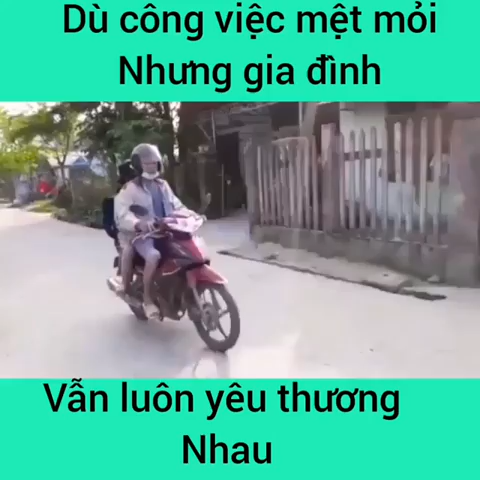 Dù công việc mệt mỏi
Nhưng gia đình
Vẫn luôn yêu thương
Nhau